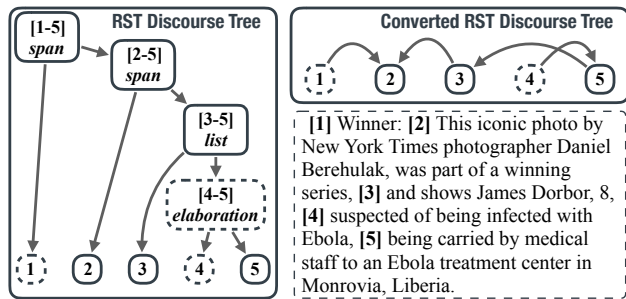 RST Discourse Tree
[1-5]
span
[2-5]
span
[3-5]
list
[4-5]
elaboration
1 2 3 4 5
Converted RST Discourse Tree
1 2 3 4 5
[1] Winner: [2] This iconic photo by
New York Times photographer Daniel
Berehulak, was part of a winning
series, [3] and shows James Dorbor, 8,
[4] suspected of being infected with
Ebola, [5] being carried by medical
staff to an Ebola treatment center in
Monrovia, Liberia.